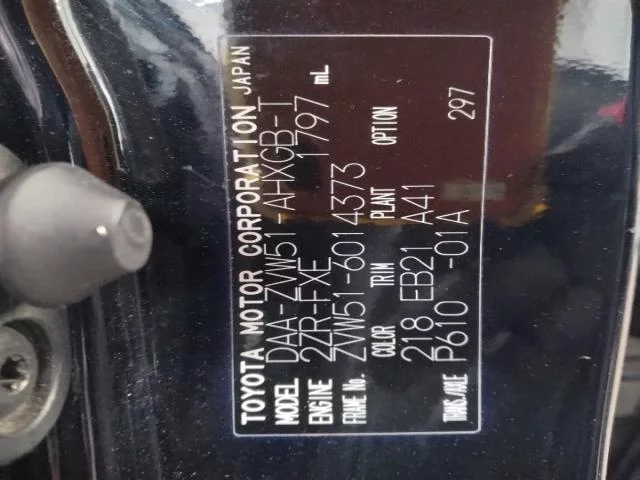 TOYOTA MOTOR CORPORATION JAPAN
MODEL DAA-ZVW51-AHXGB-T
ENGINE 2ZR-FXE 1797 mL
FRAME No. ZVW51-6014373
COLOR TRIM PLANT OPTION
218 EB21 A41
TRANS/AXLE P610 -01A 297